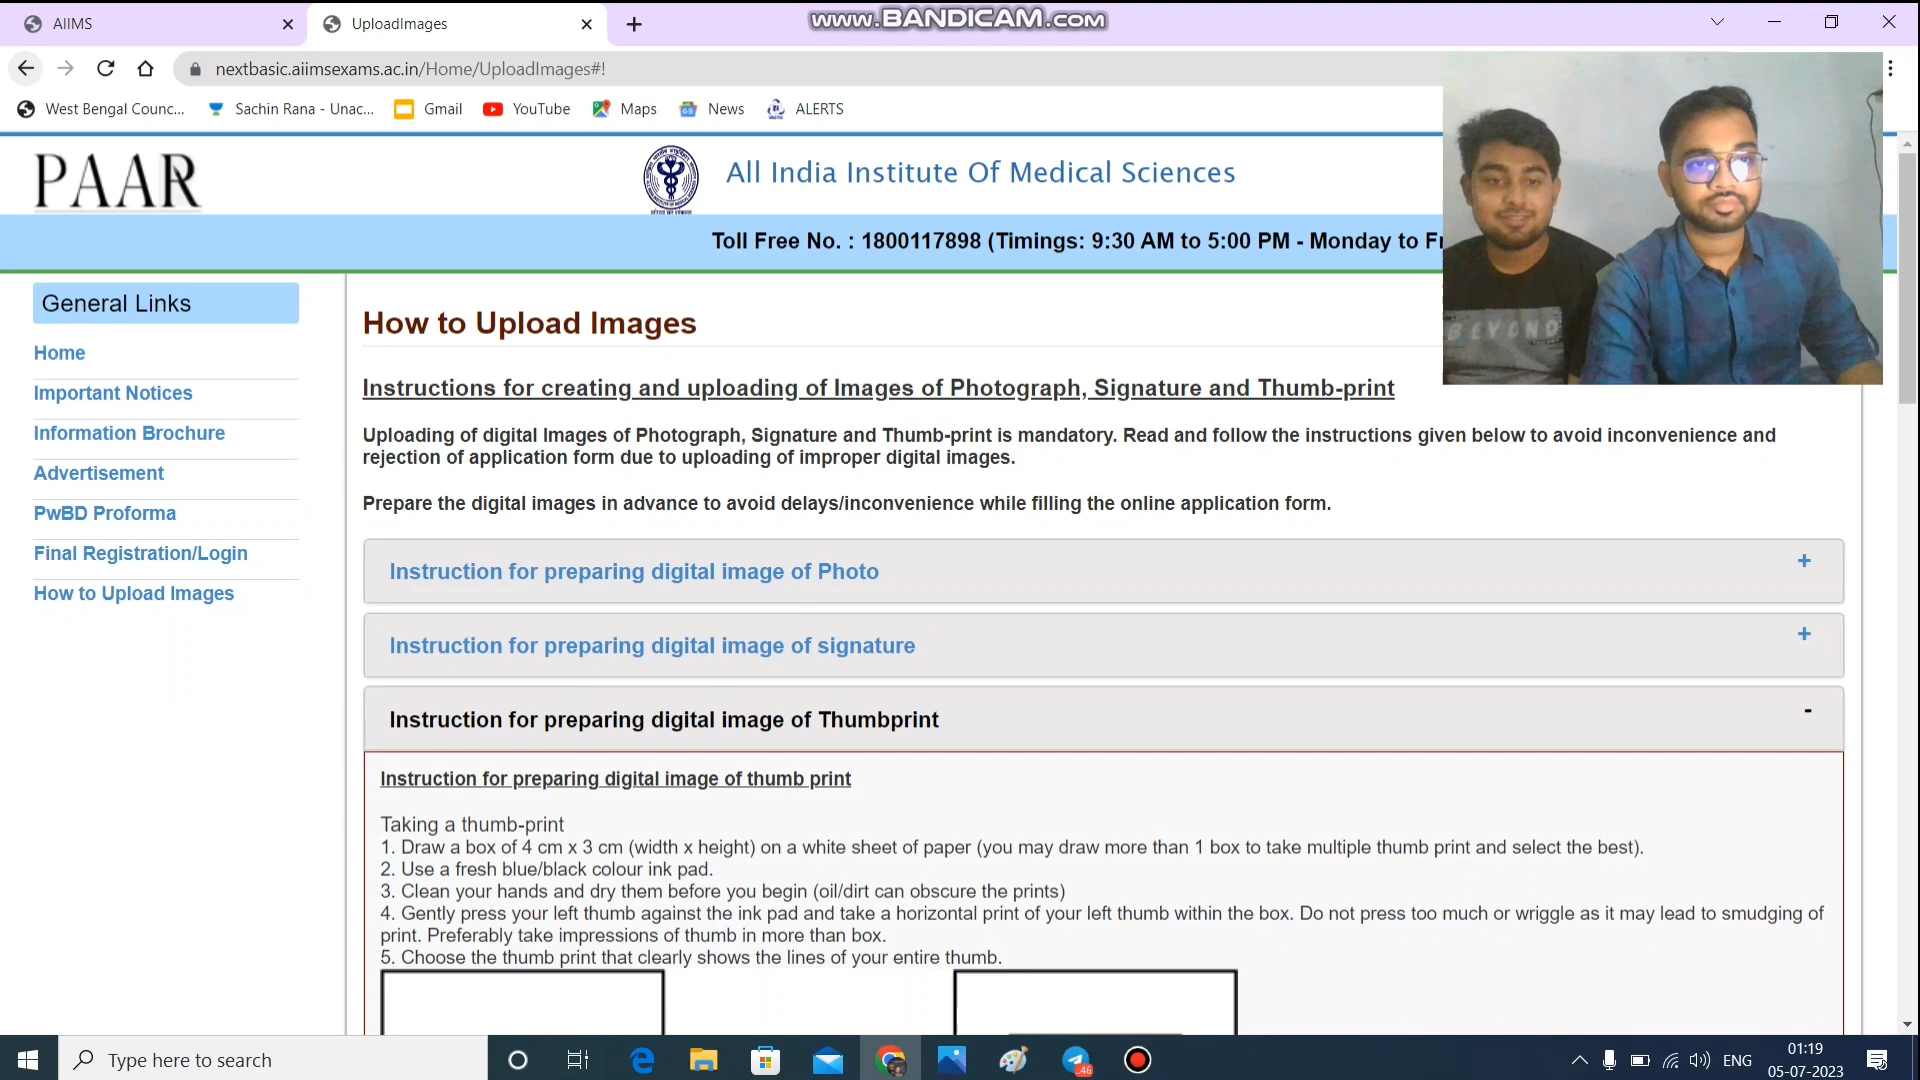 AIIMS
UploadImages
www.BANDICAM.com
nextbasic.aiimsexams.ac.in/Home/UploadImages#!
West Bengal Counc...
Sachin Rana - Unac...
Gmail
YouTube
Maps
News
ALERTS
PAAR
All India Institute Of Medical Sciences
Toll Free No. : 1800117898 (Timings: 9:30 AM to 5:00 PM - Monday to Fr
BEYOND
General Links
Home
Important Notices
Information Brochure
Advertisement
PwBD Proforma
Final Registration/Login
How to Upload Images
How to Upload Images
Instructions for creating and uploading of Images of Photograph, Signature and Thumb-print
Uploading of digital Images of Photograph, Signature and Thumb-print is mandatory. Read and follow the instructions given below to avoid inconvenience and
rejection of application form due to uploading of improper digital images.
Prepare the digital images in advance to avoid delays/inconvenience while filling the online application form.
Instruction for preparing digital image of Photo +
Instruction for preparing digital image of signature +
Instruction for preparing digital image of Thumbprint -
Instruction for preparing digital image of thumb print
Taking a thumb-print
1. Draw a box of 4 cm x 3 cm (width x height) on a white sheet of paper (you may draw more than 1 box to take multiple thumb print and select the best).
2. Use a fresh blue/black colour ink pad.
3. Clean your hands and dry them before you begin (oil/dirt can obscure the prints)
4. Gently press your left thumb against the ink pad and take a horizontal print of your left thumb within the box. Do not press too much or wriggle as it may lead to smudging of
print. Preferably take impressions of thumb in more than box.
5. Choose the thumb print that clearly shows the lines of your entire thumb.
Type here to search
.46
ENG
01:19
05-07-2023